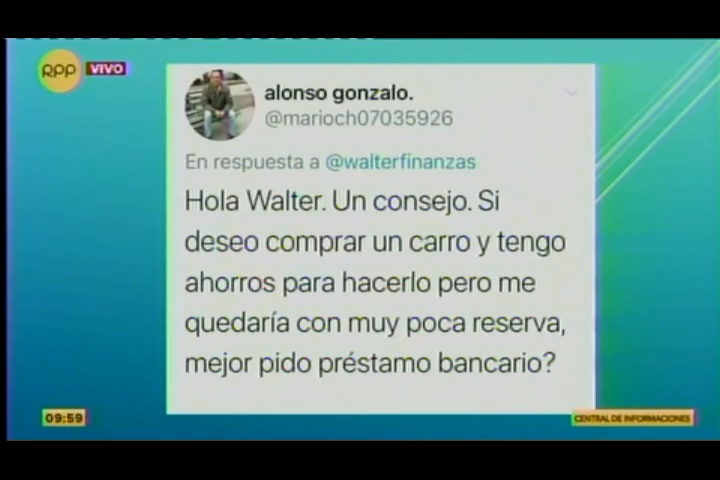 RPP
VIVO
alonso gonzalo.
@marioch07035926
En respuesta a @walterfinanzas
Hola Walter. Un consejo. Si
deseo comprar un carro y tengo
ahorros para hacerlo pero me
quedaría con muy poca reserva,
mejor pido préstamo bancario?
09:59
CENTRAL DE INFORMACIONES